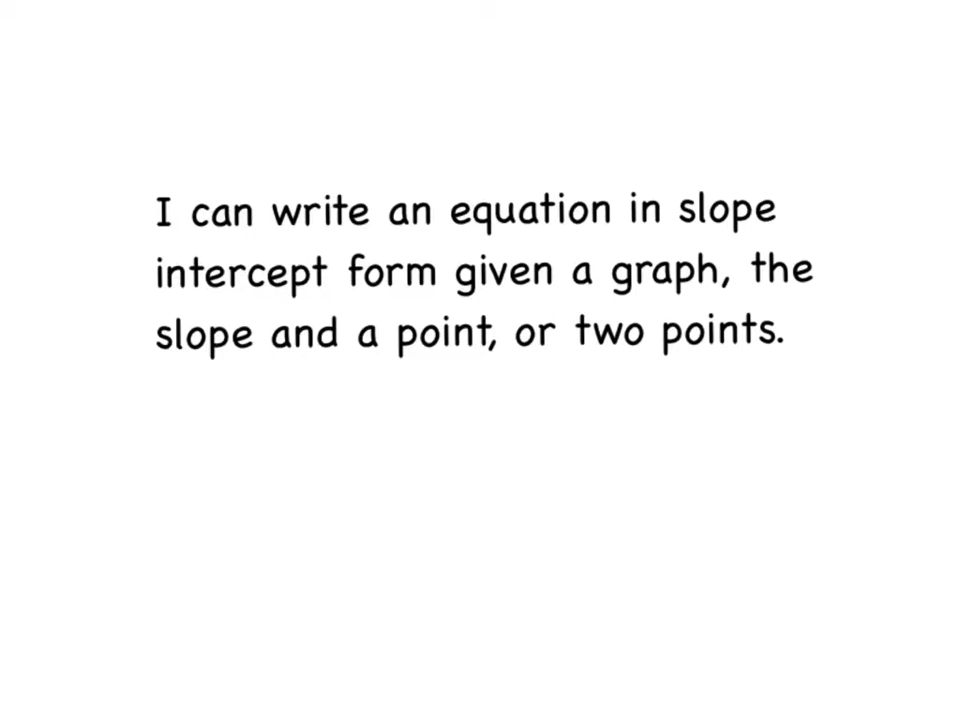 I can write an equation in slope
intercept form given a graph, the
slope and a point, or two points.